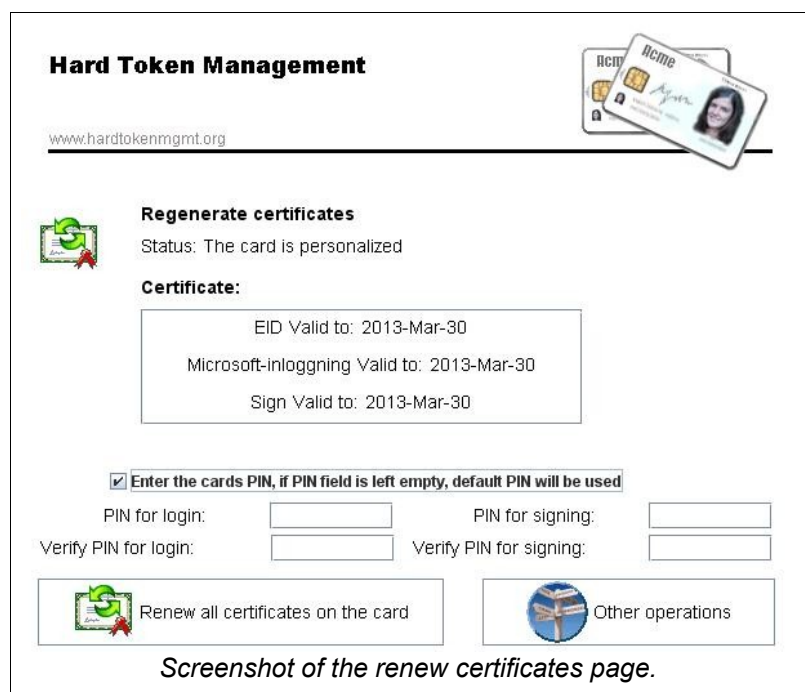 Hard Token Management
Acme
Acme
www.hardtokenmgmt.org
Regenerate certificates
Status: The card is personalized
Certificate:
EID Valid to: 2013-Mar-30
Microsoft-inloggning Valid to: 2013-Mar-30
Sign Valid to: 2013-Mar-30
Enter the cards PIN, if PIN field is left empty, default PIN will be used
PIN for login: PIN for signing:
Verify PIN for login: Verify PIN for signing:
Renew all certificates on the card Other operations
Screenshot of the renew certificates page.